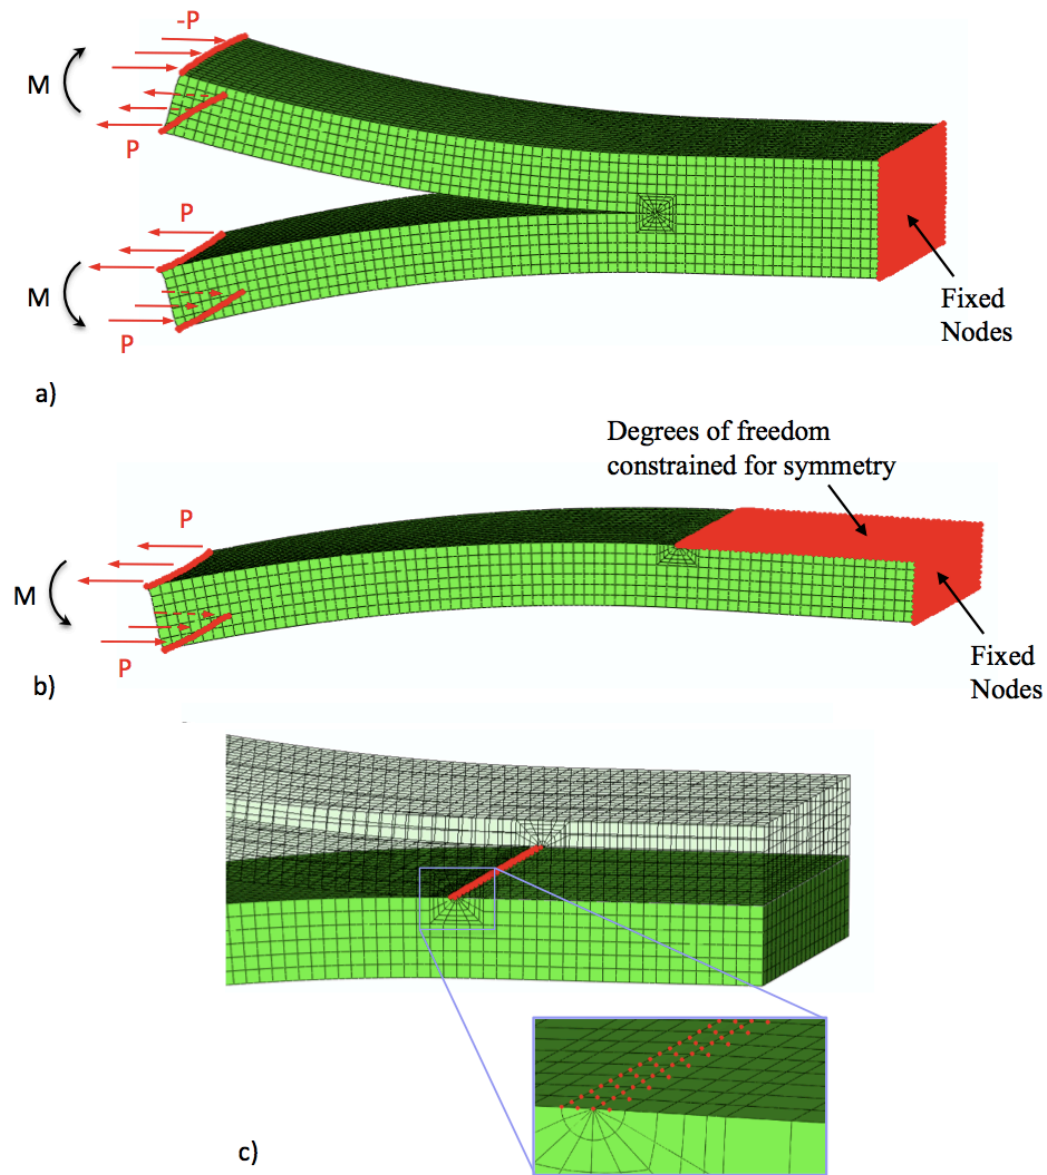 -P
M
P
P
M
P
Fixed
Nodes
a)
Degrees of freedom
constrained for symmetry
P
M
P
Fixed
Nodes
b)
c)